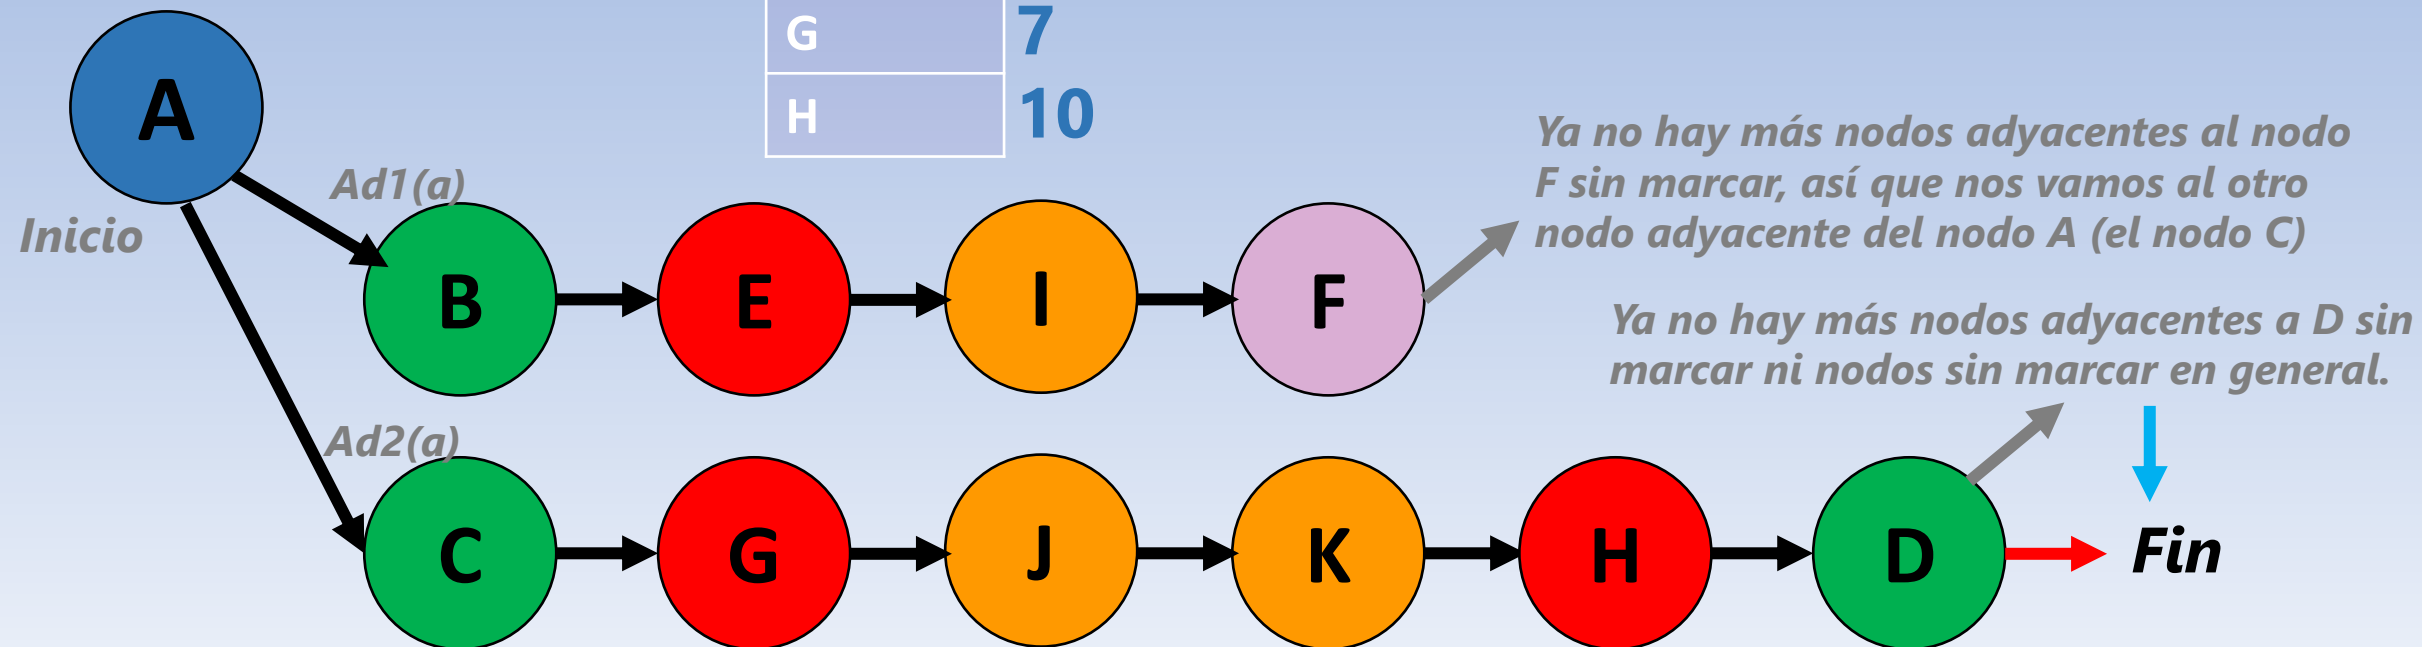 G 7
H 10
A
Inicio
Ad1(a)
B E I F
Ya no hay más nodos adyacentes al nodo
F sin marcar, así que nos vamos al otro
nodo adyacente del nodo A (el nodo C)
Ya no hay más nodos adyacentes a D sin
marcar ni nodos sin marcar en general.
Ad2(a)
C G J K H D Fin